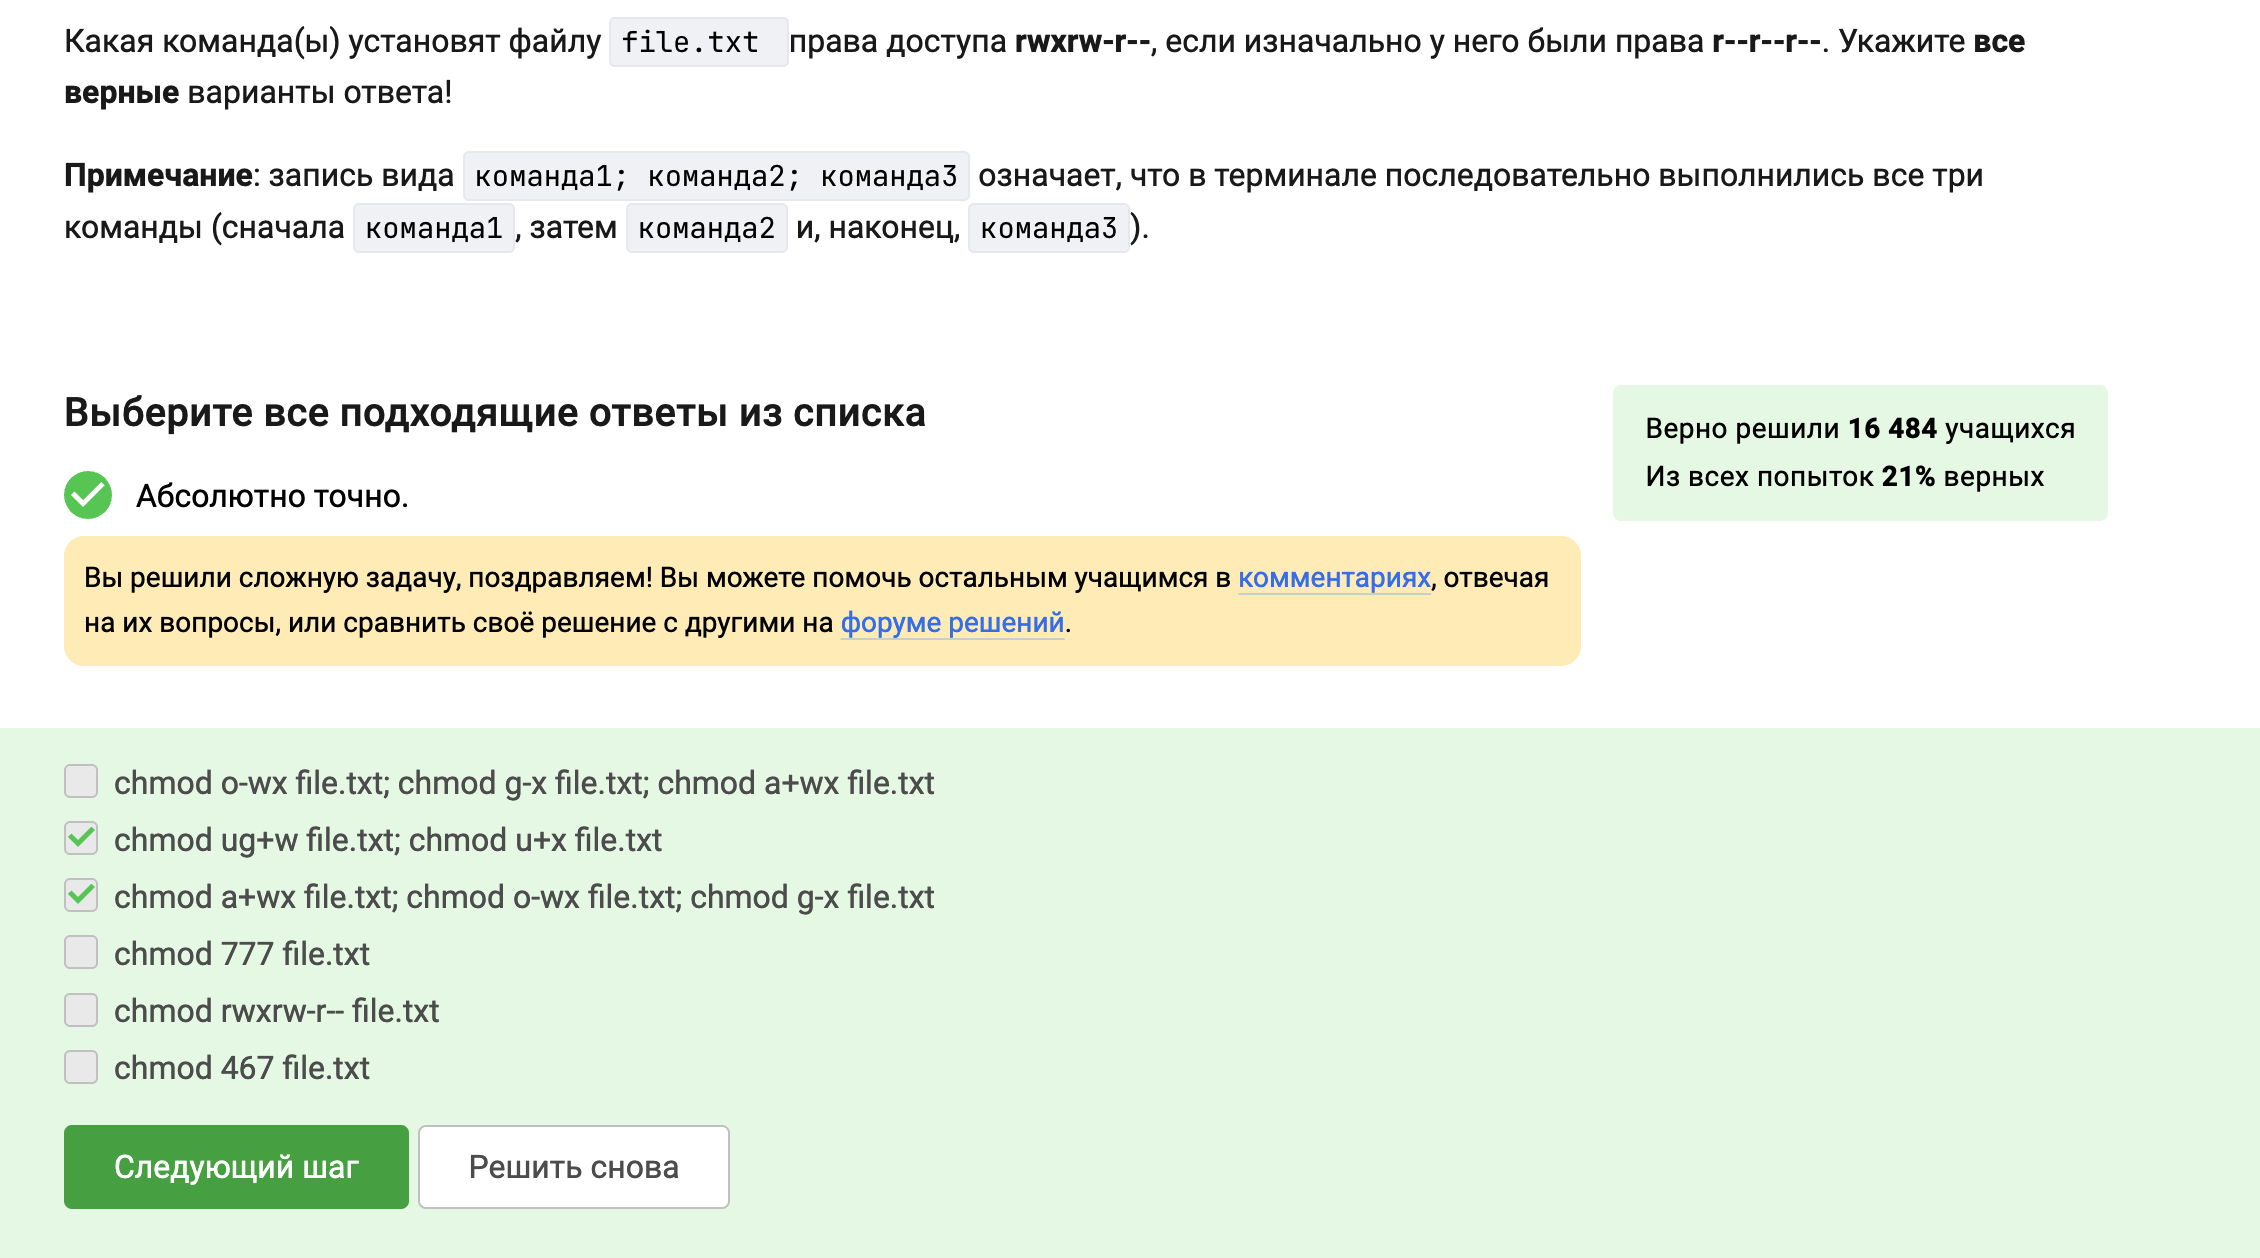 Какая команда(ы) установят файлу file.txt права доступа rwxrw-r--, если изначально у него были права r--r--r--. Укажите все
верные варианты ответа!
Примечание: запись вида команда1; команда2; команда3 означает, что в терминале последовательно выполнились все три
команды (сначала команда1, затем команда2 и, наконец, команда3).
Выберите все подходящие ответы из списка
Верно решили 16 484 учащихся
Из всех попыток 21% верных
Абсолютно точно.
Вы решили сложную задачу, поздравляем! Вы можете помочь остальным учащимся в комментариях, отвечая
на их вопросы, или сравнить своё решение с другими на форуме решений.
chmod o-wx file.txt; chmod g-x file.txt; chmod a+wx file.txt
chmod ug+w file.txt; chmod u+x file.txt
chmod a+wx file.txt; chmod o-wx file.txt; chmod g-x file.txt
chmod 777 file.txt
chmod rwxrw-r-- file.txt
chmod 467 file.txt
Следующий шаг
Решить снова